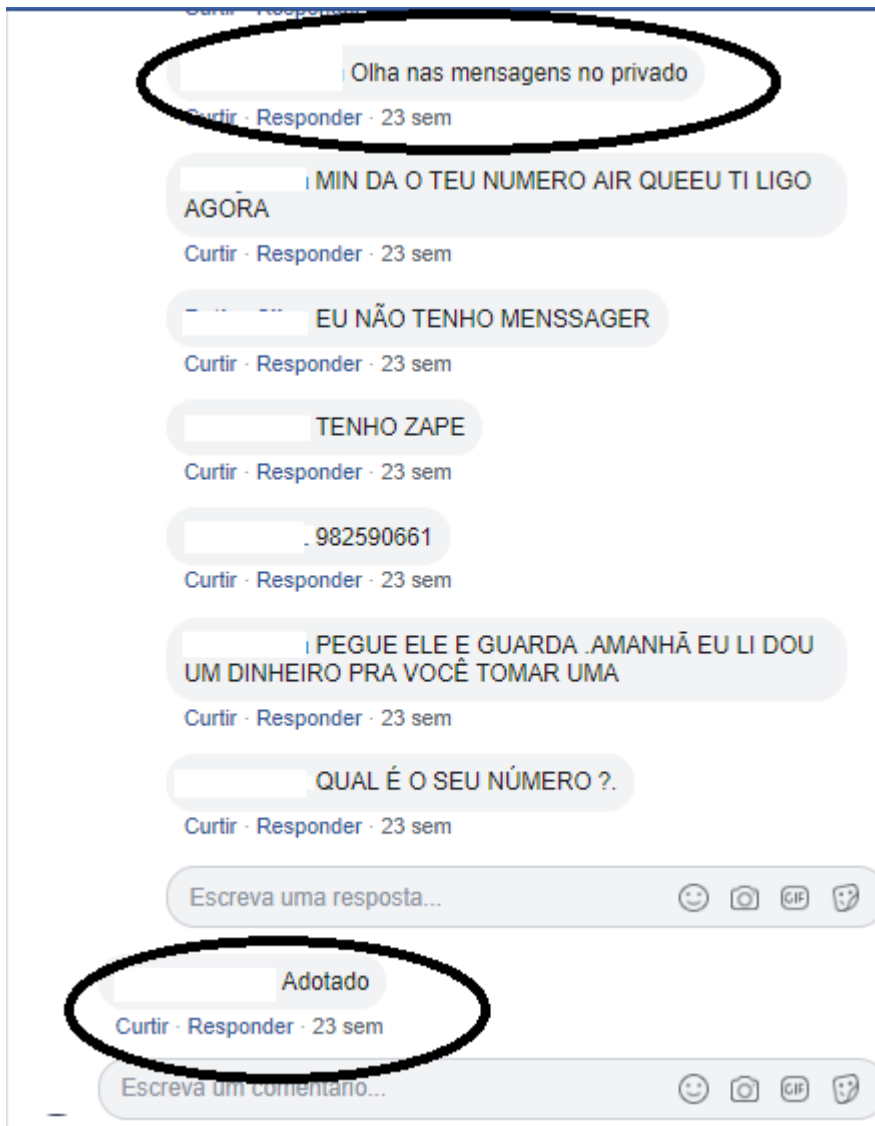 Olha nas mensagens no privado
Curtir · Responder · 23 sem
MIN DA O TEU NUMERO AIR QUEEU TI LIGO
AGORA
Curtir · Responder · 23 sem
EU NÃO TENHO MENSSAGER
Curtir · Responder · 23 sem
TENHO ZAPE
Curtir · Responder · 23 sem
982590661
Curtir · Responder · 23 sem
PEGUE ELE E GUARDA .AMANHÃ EU LI DOU
UM DINHEIRO PRA VOCÊ TOMAR UMA
Curtir · Responder · 23 sem
QUAL É O SEU NÚMERO ?.
Curtir · Responder · 23 sem
Escreva uma resposta...
GIF
Adotado
Curtir · Responder · 23 sem
Escreva um comentário...
GIF